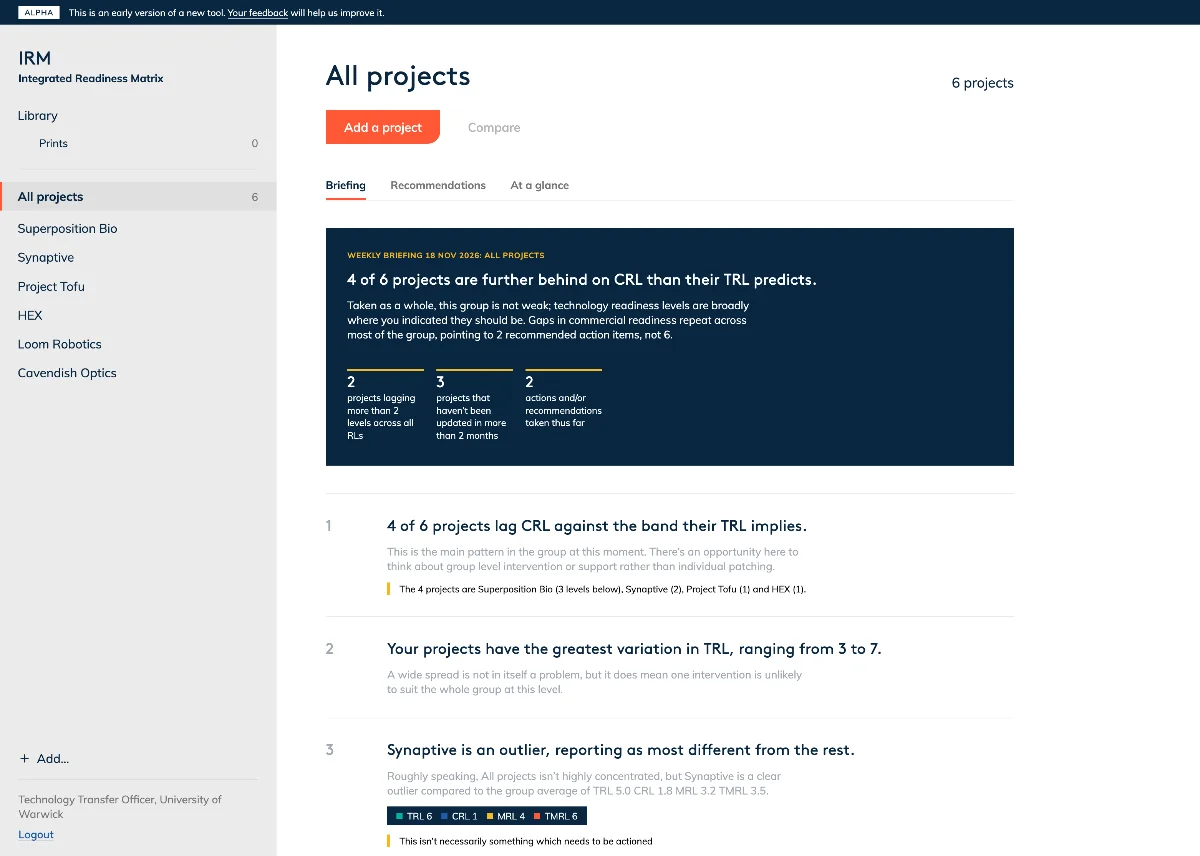 ALPHA This is an early version of a new tool. Your feedback will help us improve it.
IRM
Integrated Readiness Matrix
Library
Prints 0
All projects 6
Superposition Bio
Synaptive
Project Tofu
HEX
Loom Robotics
Cavendish Optics
+ Add...
Technology Transfer Officer, University of
Warwick
Logout
All projects
6 projects
Add a project Compare
Briefing Recommendations At a glance
WEEKLY BRIEFING 18 NOV 2026: ALL PROJECTS
4 of 6 projects are further behind on CRL than their TRL predicts.
Taken as a whole, this group is not weak; technology readiness levels are broadly
where you indicated they should be. Gaps in commercial readiness repeat across
most of the group, pointing to 2 recommended action items, not 6.
2
projects lagging
more than 2
levels across all
RLs
3
projects that
haven't been
updated in more
than 2 months
2
actions and/or
recommendations
taken thus far
1
4 of 6 projects lag CRL against the band their TRL implies.
This is the main pattern in the group at this moment. There's an opportunity here to
think about group level intervention or support rather than individual patching.
The 4 projects are Superposition Bio (3 levels below), Synaptive (2), Project Tofu (1) and HEX (1).
2
Your projects have the greatest variation in TRL, ranging from 3 to 7.
A wide spread is not in itself a problem, but it does mean one intervention is unlikely
to suit the whole group at this level.
3
Synaptive is an outlier, reporting as most different from the rest.
Roughly speaking, All projects isn't highly concentrated, but Synaptive is a clear
outlier compared to the group average of TRL 5.0 CRL 1.8 MRL 3.2 TMRL 3.5.
TRL 6 CRL 1 MRL 4 TMRL 6
This isn't necessarily something which needs to be actioned